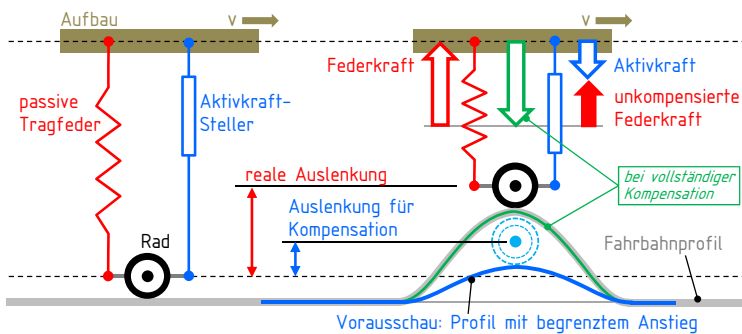 Aufbau
v
v
Federkraft
Aktivkraft
passive
Tragfeder
Aktivkraft-
Steller
unkompensierte
Federkraft
reale Auslenkung
bei vollständiger
Kompensation
Auslenkung für
Kompensation
Rad
Fahrbahnprofil
Vorausschau: Profil mit begrenztem Anstieg